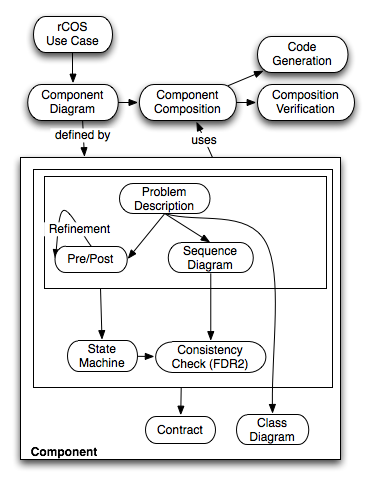 rCOS
Use Case
Code
Generation
Component
Diagram
Component
Composition
Composition
Verification
defined by
uses
Problem
Description
Refinement
Pre/Post
Sequence
Diagram
State
Machine
Consistency
Check (FDR2)
Contract
Class
Diagram
Component